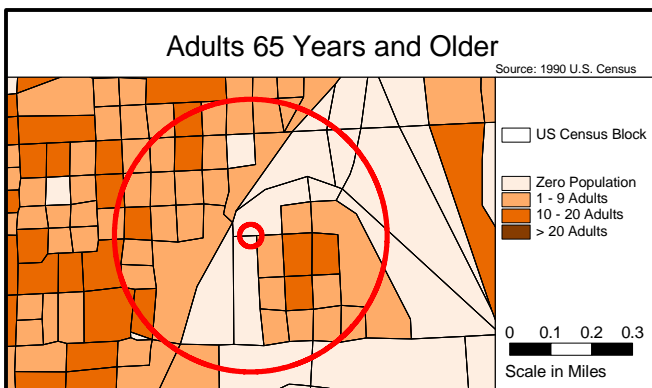 Adults 65 Years and Older
Source: 1990 U.S. Census
US Census Block
Zero Population
1 - 9 Adults
10 - 20 Adults
> 20 Adults
0 0.1 0.2 0.3
Scale in Miles